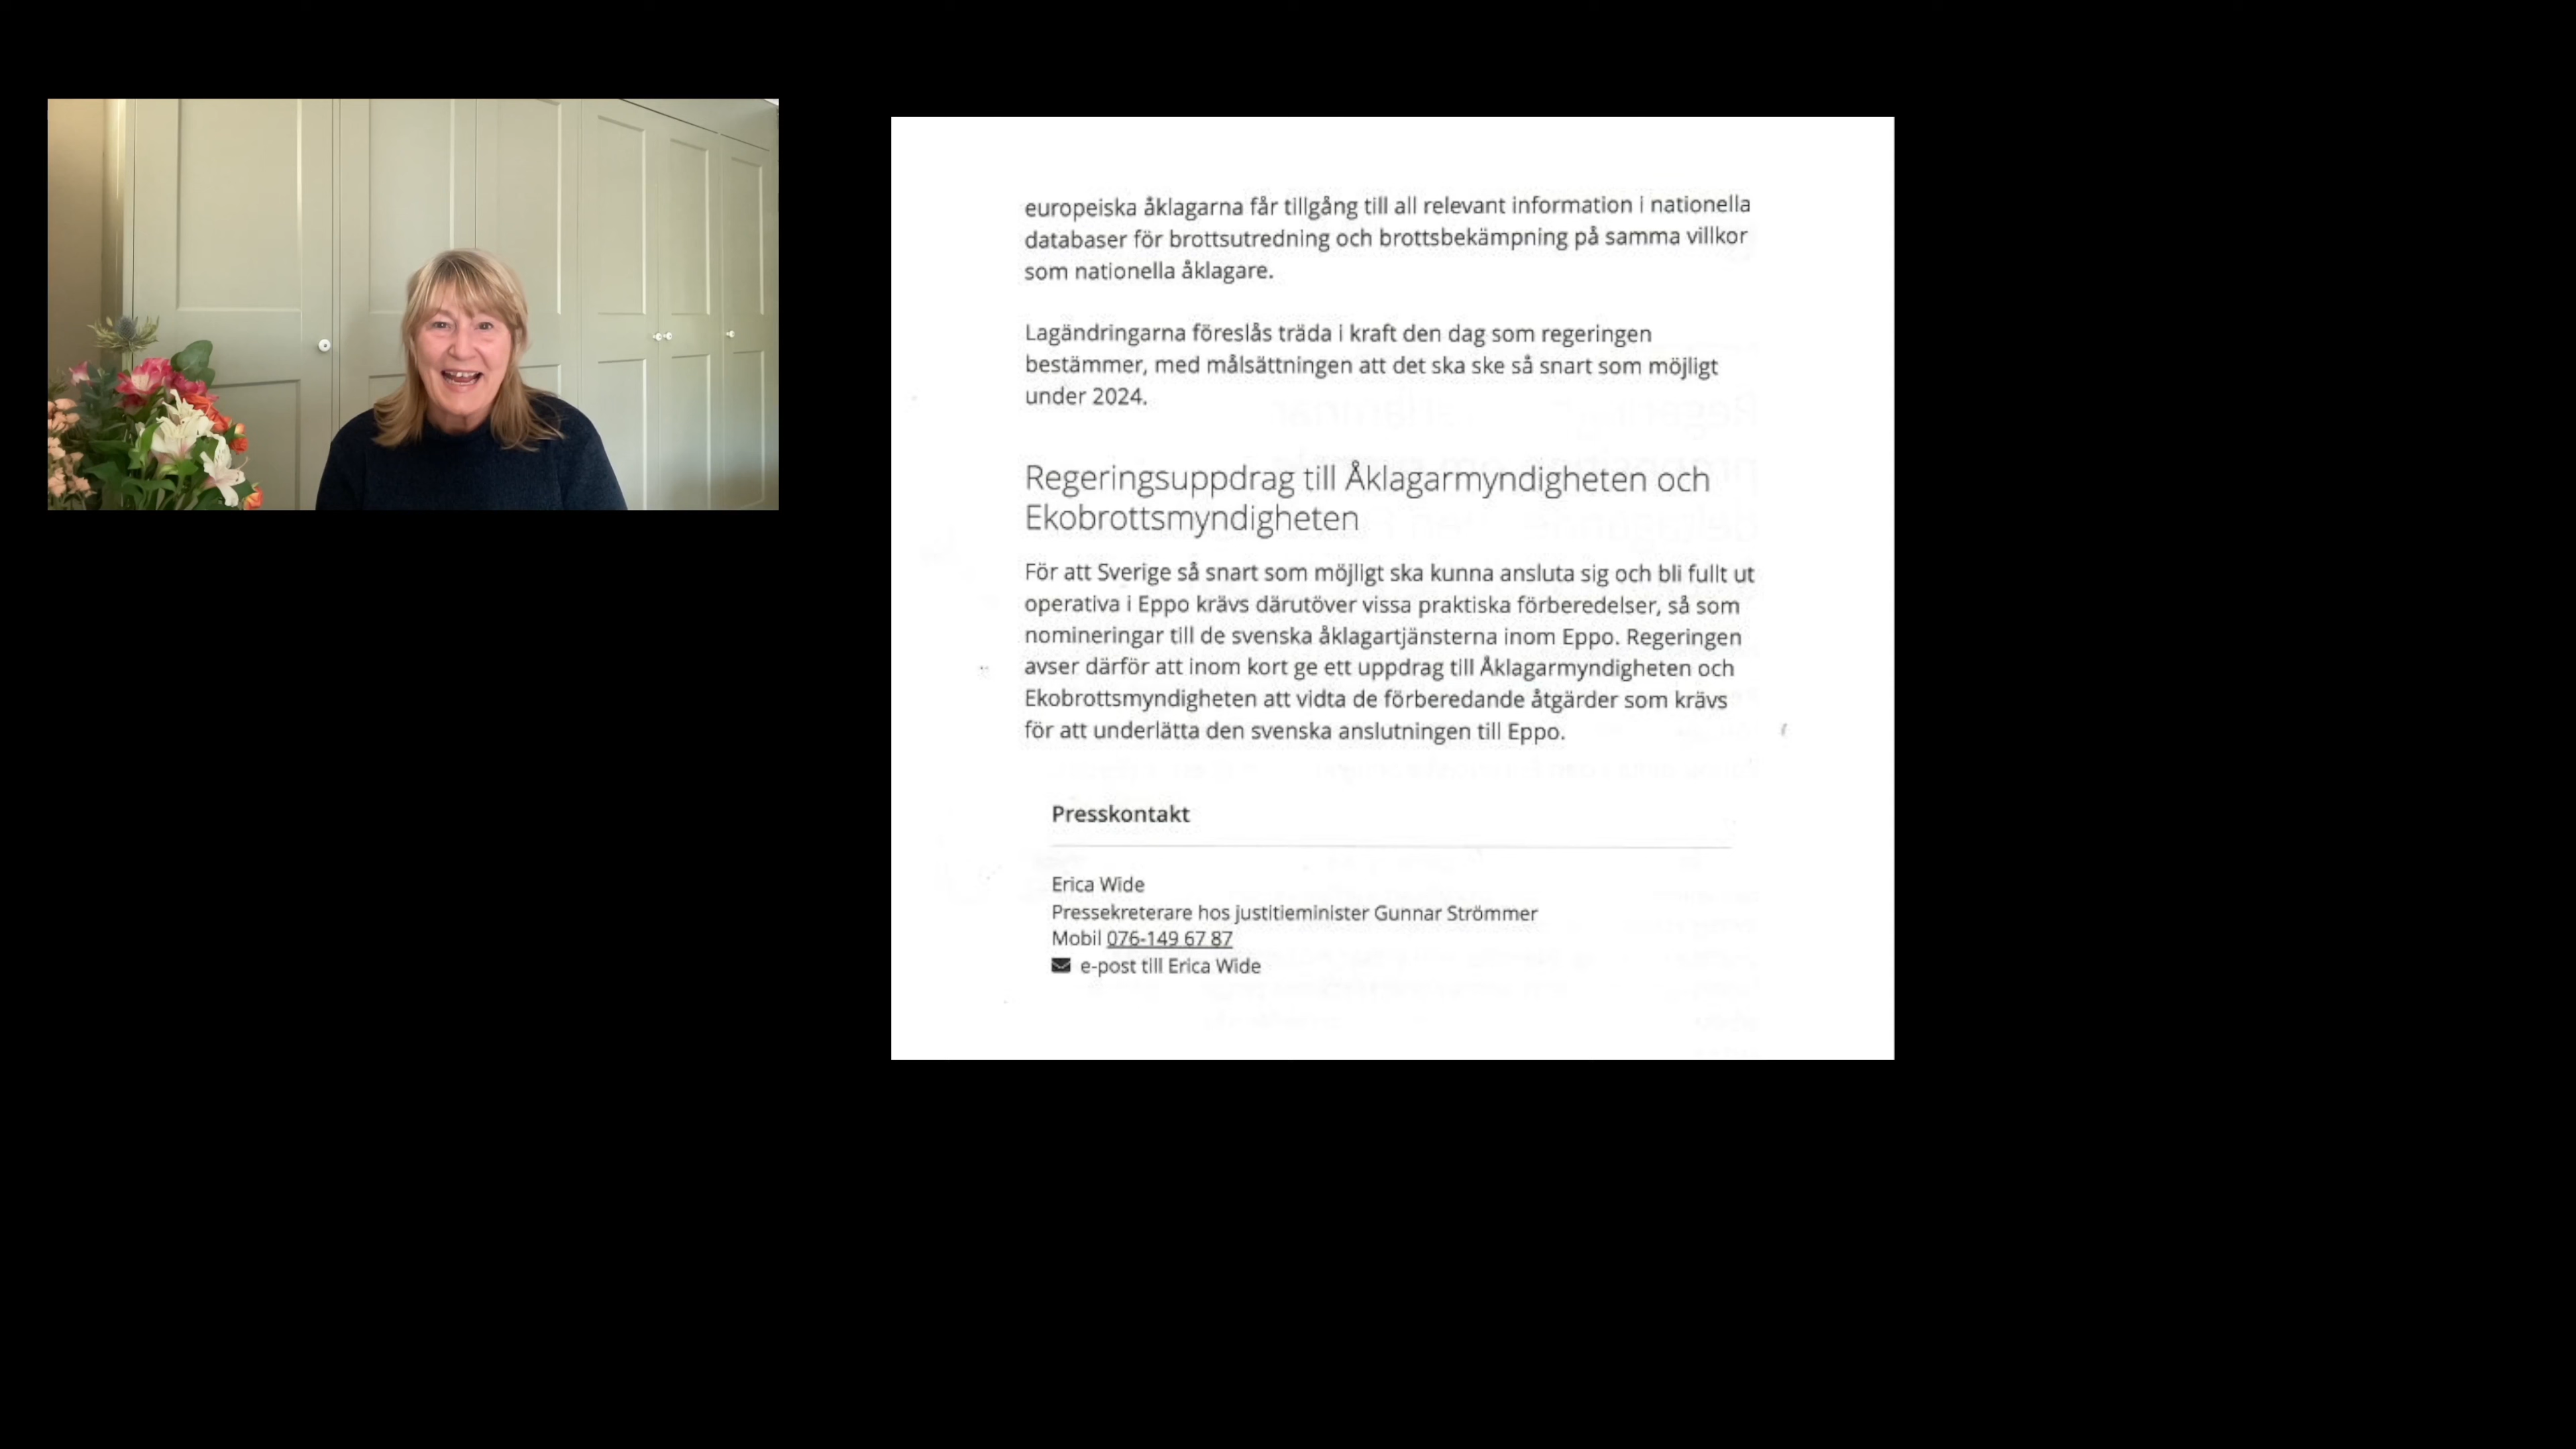 europeiska åklagarna får tillgång till all relevant information i nationella
databaser för brottsutredning och brottsbekämpning på samma villkor
som nationella åklagare.
Lagändringarna föreslås träda i kraft den dag som regeringen
bestämmer, med målsättningen att det ska ske så snart som möjligt
under 2024.
Regeringsuppdrag till Åklagarmyndigheten och
Ekobrottsmyndigheten
För att Sverige så snart som möjligt ska kunna ansluta sig och bli fullt ut
operativa i Eppo krävs därutöver vissa praktiska förberedelser, så som
nomineringar till de svenska åklagartjänsterna inom Eppo. Regeringen
avser därför att inom kort ge ett uppdrag till Åklagarmyndigheten och
Ekobrottsmyndigheten att vidta de förberedande åtgärder som krävs
för att underlätta den svenska anslutningen till Eppo.
Presskontakt
Erica Wide
Pressekreterare hos justitieminister Gunnar Strömmer
Mobil 076-149 67 87
e-post till Erica Wide